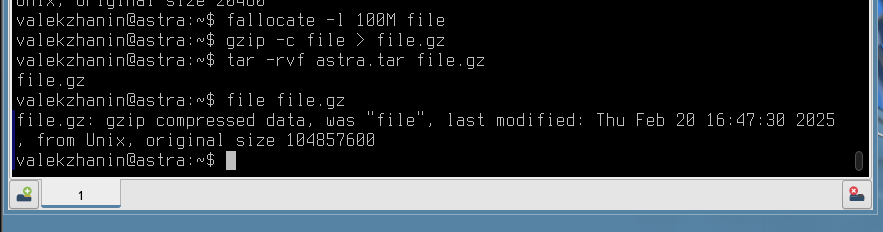 Unix, original size 20480
valekzhanin@astra:~$ fallocate -l 100M file
valekzhanin@astra:~$ gzip -c file > file.gz
valekzhanin@astra:~$ tar -rvf astra.tar file.gz
file.gz
valekzhanin@astra:~$ file file.gz
file.gz: gzip compressed data, was "file", last modified: Thu Feb 20 16:47:30 2025
, from Unix, original size 104857600
valekzhanin@astra:~$
1